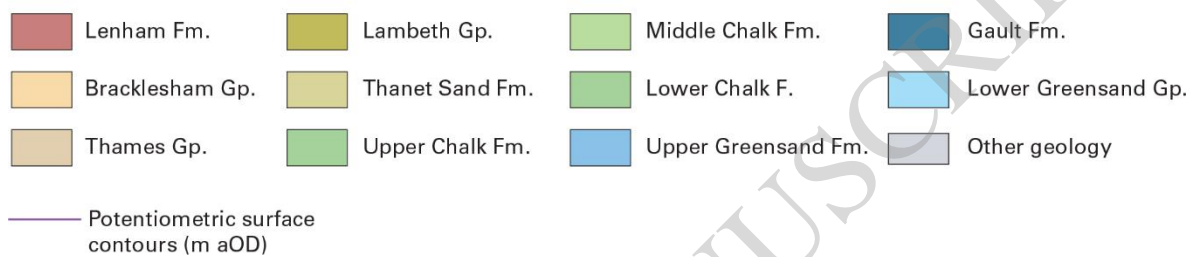 Lenham Fm.
Lambeth Gp.
Middle Chalk Fm.
Gault Fm.
Bracklesham Gp.
Thanet Sand Fm.
Lower Chalk F.
Lower Greensand Gp.
Thames Gp.
Upper Chalk Fm.
Upper Greensand Fm.
Other geology
Potentiometric surface
contours (m aOD)